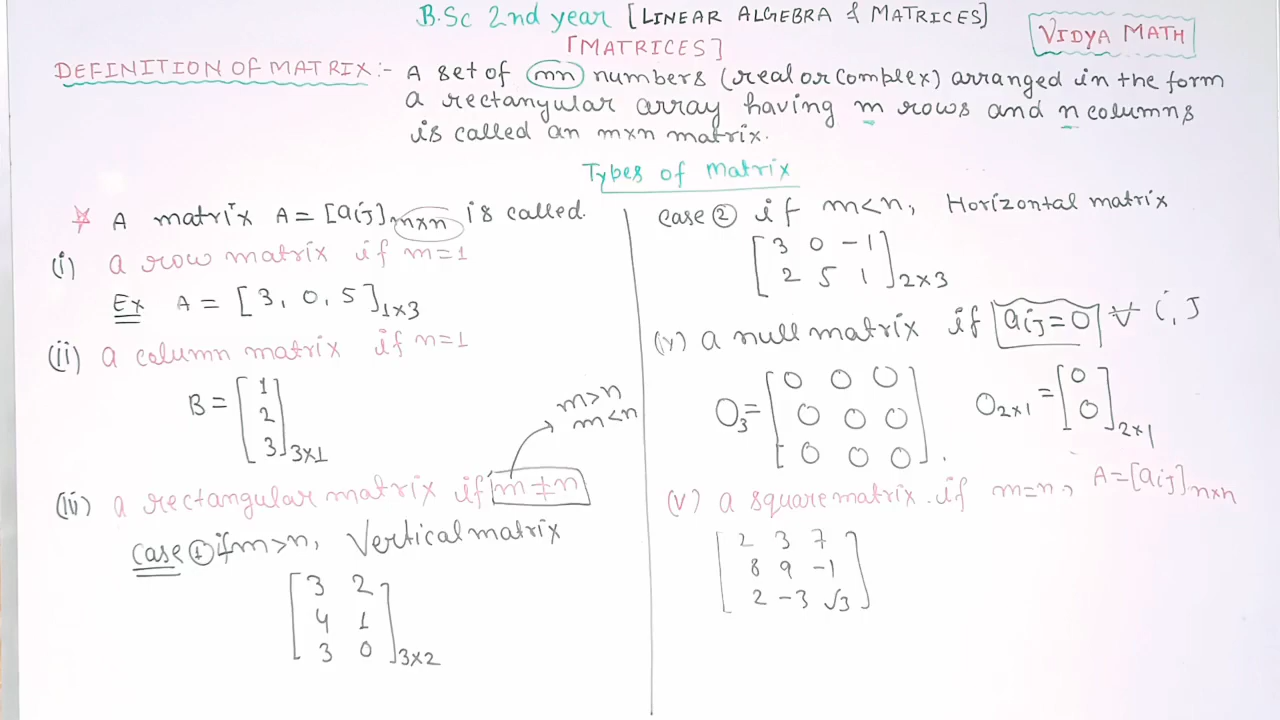 B.Sc 2nd year [LINEAR ALGEBRA & MATRICES]
[MATRICES]
VIDYA MATH
DEFINITION OF MATRIX:- A set of mn numbers (real or complex) arranged in the form
a rectangular array having m rows and n columns
is called an m×n matrix.
Types of matrix
A matrix A = [aij]m×n is called.
(i) a row matrix if m=1
Ex A = [3, 0, 5]1×3
(ii) a column matrix if n=1
B = [1
2
3]3×1
m>n
m<n
(iii) a rectangular matrix if m≠n
Case ① if m>n, Vertical matrix
[3 2
4 1
3 0]3×2
case ② if m<n, Horizontal matrix
[3 0 -1
2 5 1]2×3
(iv) a null matrix if aij=0 ∀ i, J
O3= [0 0 0
0 0 0
0 0 0].
O2×1 = [0
0]2×1
(v) a square matrix. if m=n, A=[aij]n×n
[2 3 7
8 9 -1
2 -3 √3]